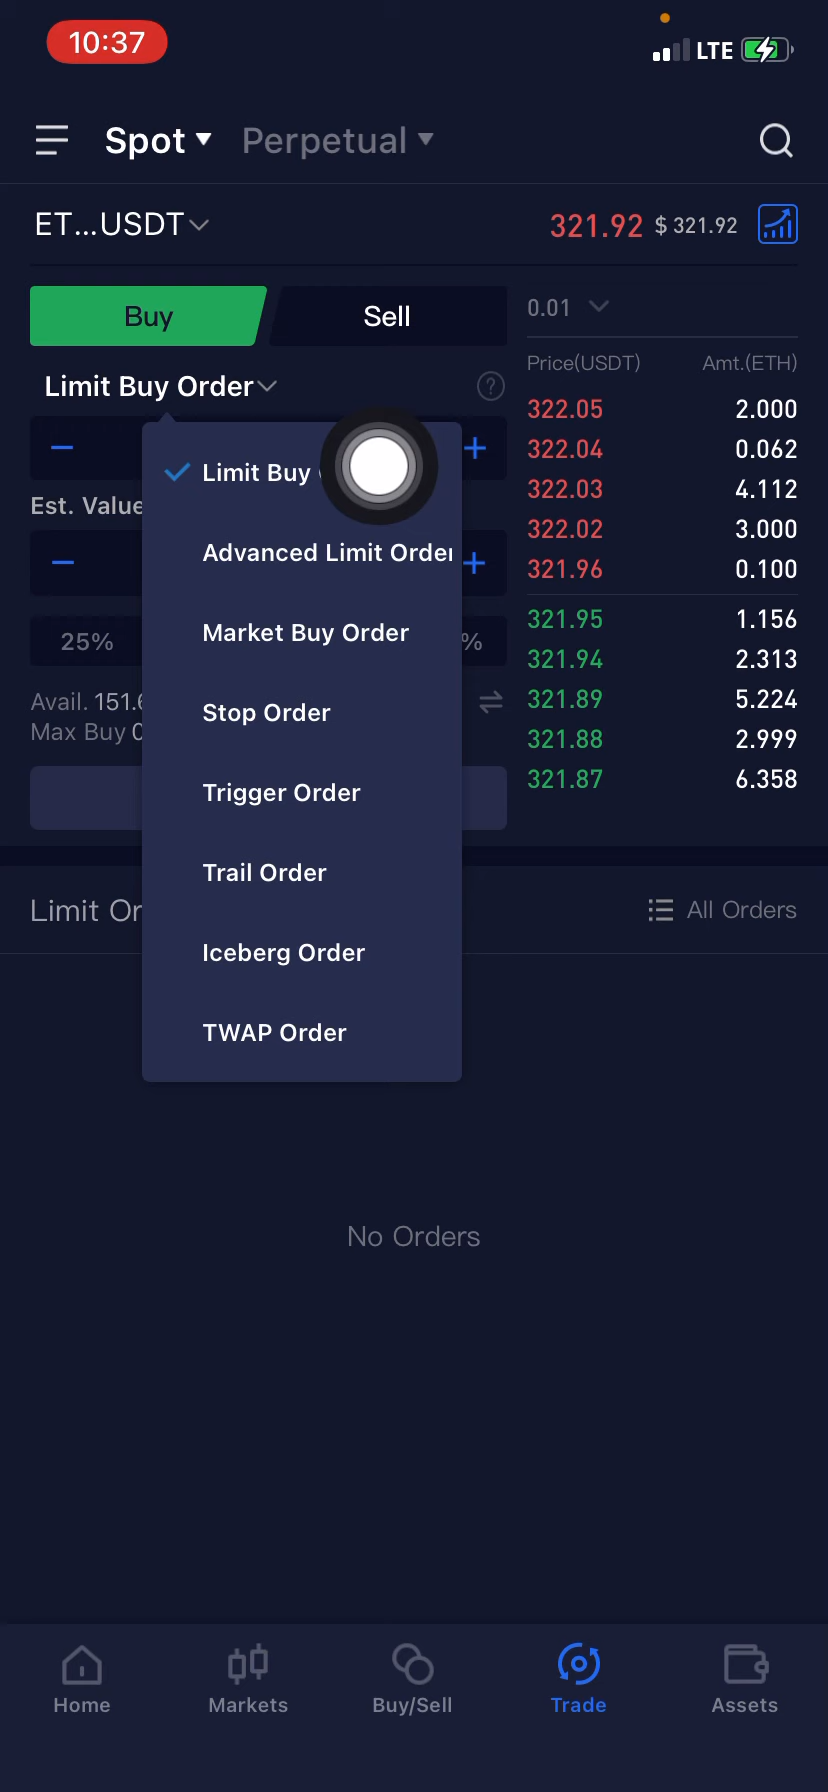 10:37 LTE
Spot Perpetual
ET...USDT 321.92 $ 321.92
Buy Sell 0.01
Price(USDT) Amt.(ETH)
Limit Buy Order ?
322.05 2.000
322.04 0.062
Limit Buy
322.03 4.112
Est. Value
322.02 3.000
Advanced Limit Order
321.96 0.100
321.95 1.156
Market Buy Order
25% %
321.94 2.313
Avail. 151.6
321.89 5.224
Stop Order
Max Buy 0
321.88 2.999
321.87 6.358
Trigger Order
Trail Order
Limit Or All Orders
Iceberg Order
TWAP Order
No Orders
Home Markets Buy/Sell Trade Assets